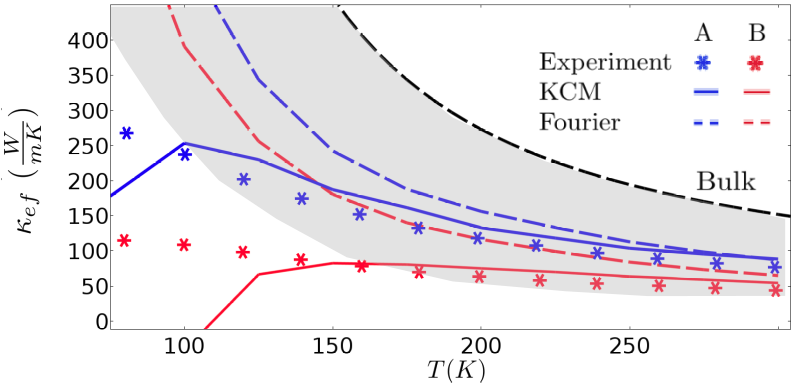 A B
Experiment
KCM
Fourier
Bulk
400
350
300
250
200
150
100
50
0
κef (W/mK)
100 150 200 250
T(K)